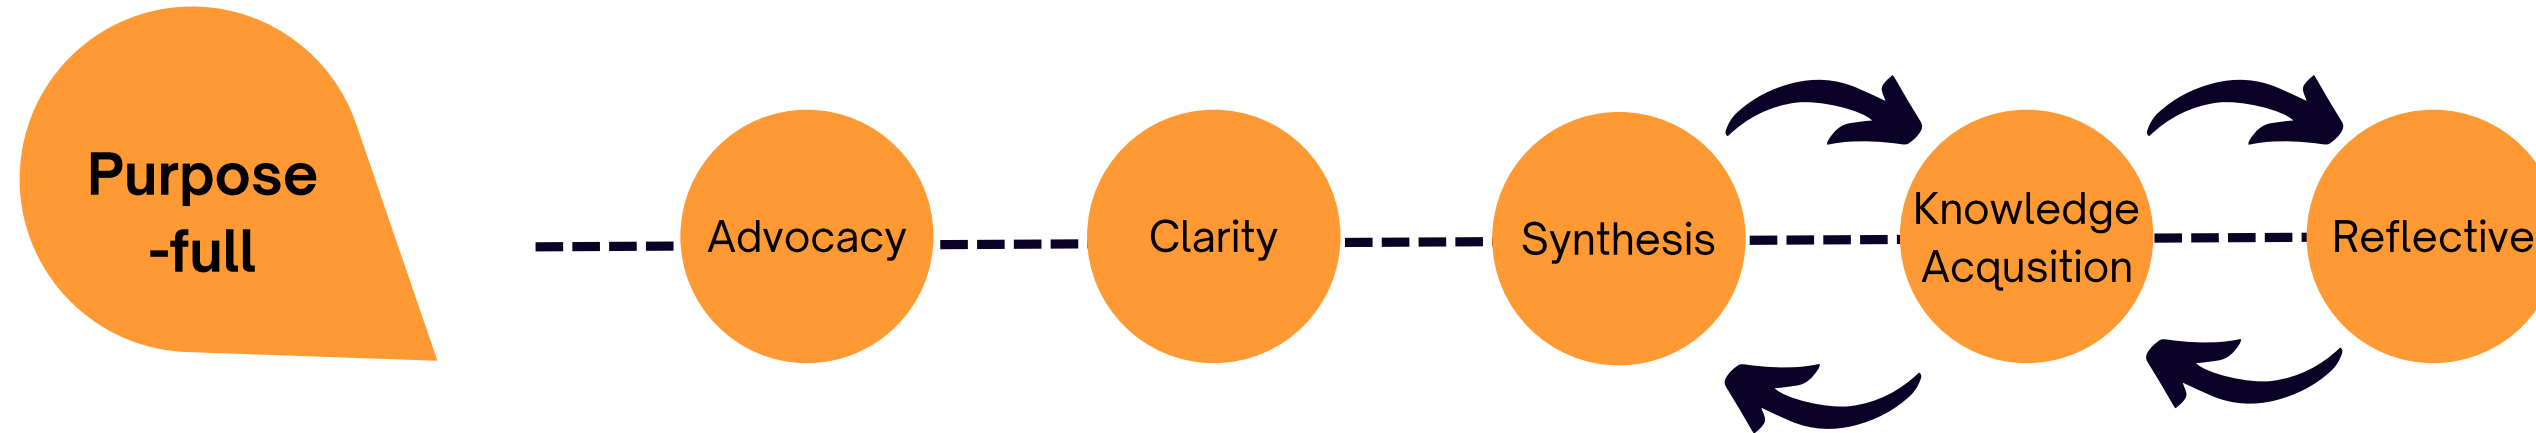 Purpose
-full
Advocacy
Clarity
Synthesis
Knowledge
Acqusition
Reflective